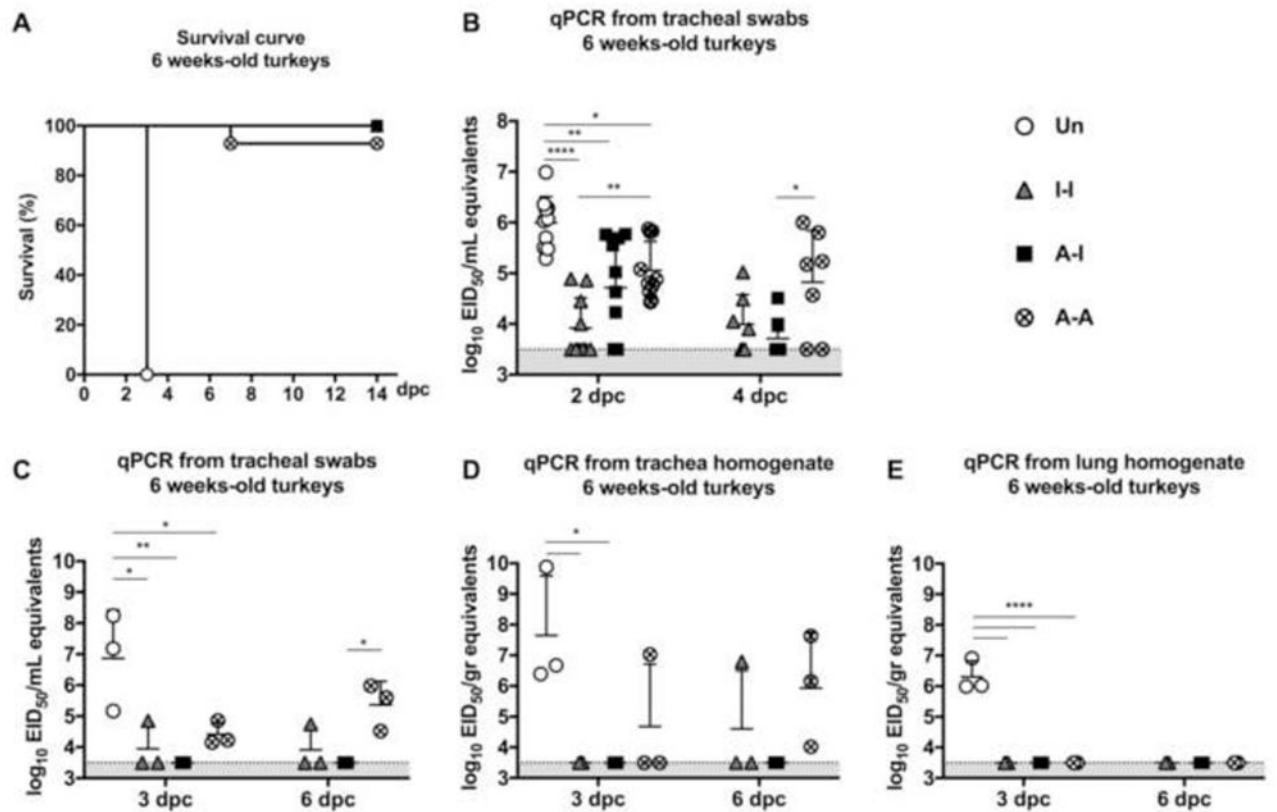 A
Survival curve
6 weeks-old turkeys
Survival (%)
100
80
60
40
20
0
0 2 4 6 8 10 12 14 dpc
B
qPCR from tracheal swabs
6 weeks-old turkeys
log10 EID50/mL equivalents
8
7
6
5
4
3
*
**
****
**
*
2 dpc 4 dpc
Un
I-I
A-I
A-A
C
qPCR from tracheal swabs
6 weeks-old turkeys
log10 EID50/mL equivalents
10
9
8
7
6
5
4
3
*
**
*
*
3 dpc 6 dpc
D
qPCR from trachea homogenate
6 weeks-old turkeys
log10 EID50/gr equivalents
10
9
8
7
6
5
4
3
*
3 dpc 6 dpc
E
qPCR from lung homogenate
6 weeks-old turkeys
log10 EID50/gr equivalents
10
9
8
7
6
5
4
3
****
3 dpc 6 dpc